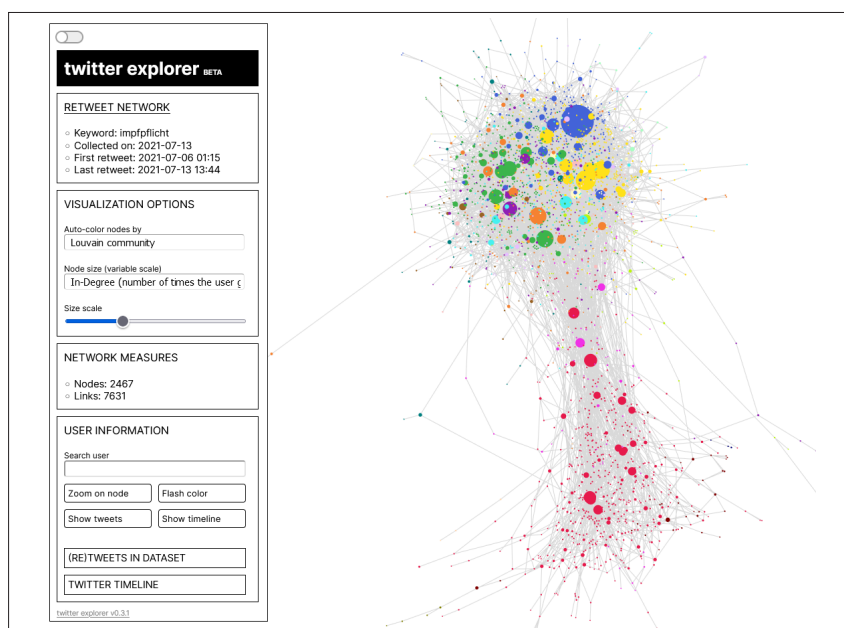 twitter explorer BETA
RETWEET NETWORK
Keyword: impfpflicht
Collected on: 2021-07-13
First retweet: 2021-07-06 01:15
Last retweet: 2021-07-13 13:44
VISUALIZATION OPTIONS
Auto-color nodes by
Louvain community
Node size (variable scale)
In-Degree (number of times the user g
Size scale
NETWORK MEASURES
Nodes: 2467
Links: 7631
USER INFORMATION
Search user
Zoom on node Flash color
Show tweets Show timeline
(RE)TWEETS IN DATASET
TWITTER TIMELINE
twitter explorer v0.3.1